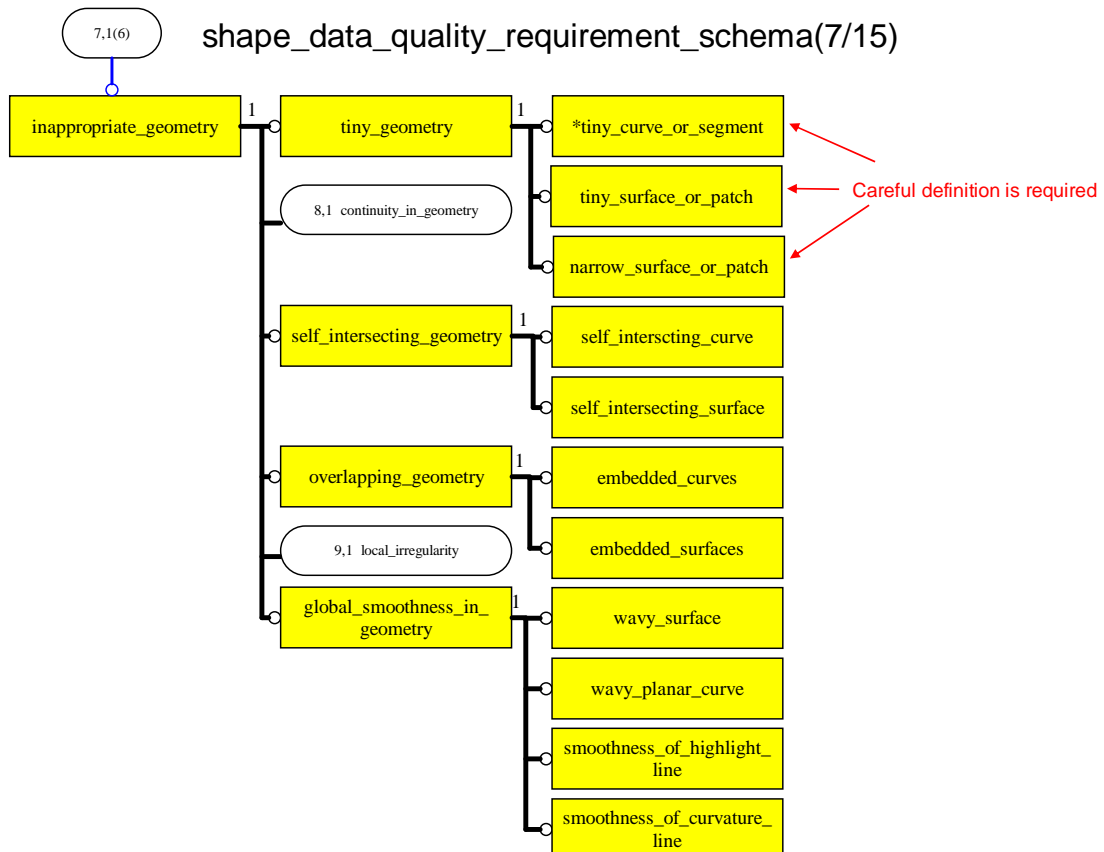 7,1(6)
shape_data_quality_requirement_schema(7/15)
inappropriate_geometry
1
tiny_geometry
1
*tiny_curve_or_segment
tiny_surface_or_patch
Careful definition is required
8,1 continuity_in_geometry
narrow_surface_or_patch
self_intersecting_geometry
1
self_interscting_curve
self_intersecting_surface
overlapping_geometry
1
embedded_curves
9,1 local_irregularity
embedded_surfaces
global_smoothness_in_
geometry
1
wavy_surface
wavy_planar_curve
smoothness_of_highlight_
line
smoothness_of_curvature_
line